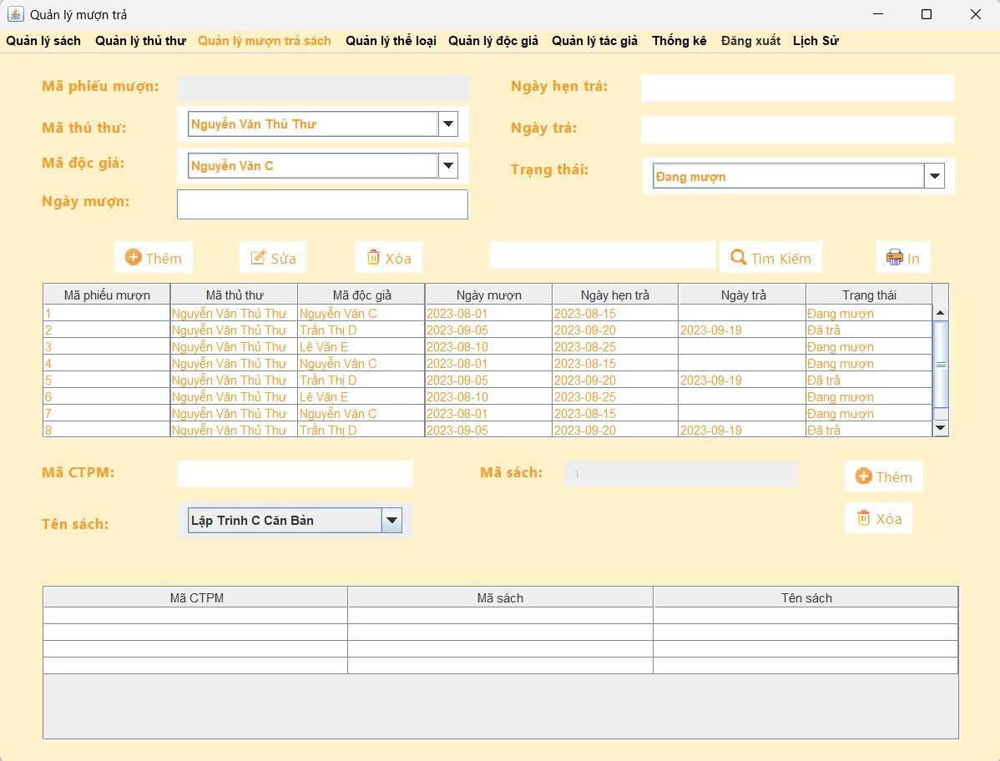 Quản lý mượn trả
Quản lý sách Quản lý thủ thư Quản lý mượn trả sách Quản lý thể loại Quản lý độc giả Quản lý tác giả Thống kê Đăng xuất Lịch Sử
Mã phiếu mượn: Ngày hẹn trả:
Mã thủ thư: Nguyễn Văn Thủ Thư Ngày trả:
Mã độc giả: Nguyễn Văn C Trạng thái: Đang mượn
Ngày mượn:
Thêm Sửa Xóa Tìm Kiếm In
Mã phiếu mượn Mã thủ thư Mã độc giả Ngày mượn Ngày hẹn trả Ngày trả Trạng thái
1 Nguyễn Văn Thủ Thư Nguyễn Văn C 2023-08-01 2023-08-15 Đang mượn
2 Nguyễn Văn Thủ Thư Trần Thị D 2023-09-05 2023-09-20 2023-09-19 Đã trả
3 Nguyễn Văn Thủ Thư Lê Văn E 2023-08-10 2023-08-25 Đang mượn
4 Nguyễn Văn Thủ Thư Nguyễn Văn C 2023-08-01 2023-08-15 Đang mượn
5 Nguyễn Văn Thủ Thư Trần Thị D 2023-09-05 2023-09-20 2023-09-19 Đã trả
6 Nguyễn Văn Thủ Thư Lê Văn E 2023-08-10 2023-08-25 Đang mượn
7 Nguyễn Văn Thủ Thư Nguyễn Văn C 2023-08-01 2023-08-15 Đang mượn
8 Nguyễn Văn Thủ Thư Trần Thị D 2023-09-05 2023-09-20 2023-09-19 Đã trả
Mã CTPM: Mã sách: 1 Thêm
Tên sách: Lập Trình C Căn Bản Xóa
Mã CTPM Mã sách Tên sách